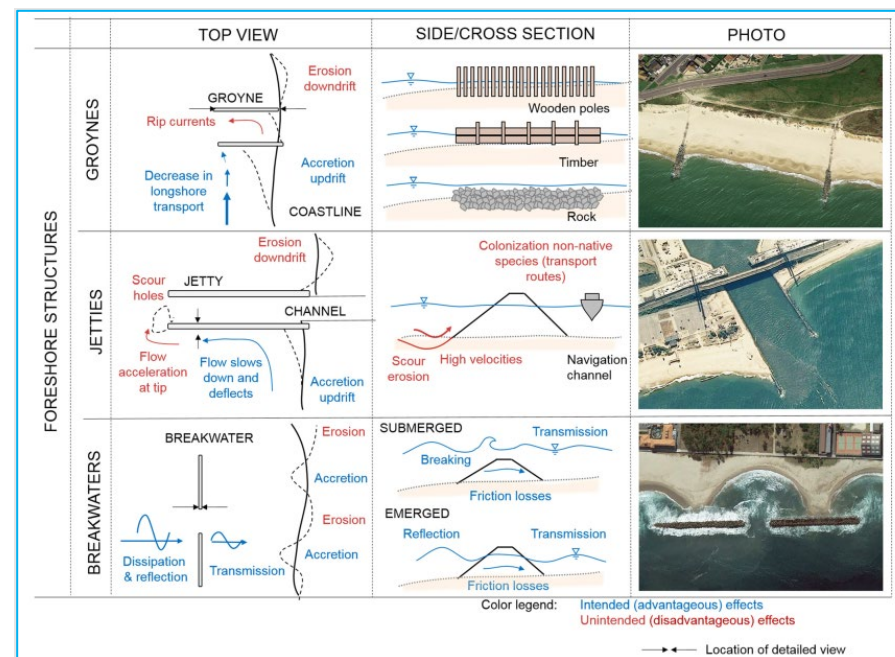 TOP VIEW
SIDE/CROSS SECTION
PHOTO
FORESHORE STRUCTURES
GROYNES
Erosion
downdrift
GROYNE
Rip currents
Decrease in
longshore
transport
Accretion
updrift
COASTLINE
Wooden poles
Timber
Rock
JETTIES
Erosion
downdrift
JETTY
Scour
holes
CHANNEL
Flow
acceleration
at tip
Flow slows
down and
deflects
Accretion
updrift
Colonization non-native
species (transport
routes)
Scour
erosion
High velocities
Navigation
channel
BREAKWATERS
BREAKWATER
Erosion
Accretion
Erosion
Accretion
Dissipation
& reflection
Transmission
SUBMERGED
Transmission
Breaking
Friction losses
EMERGED
Reflection
Transmission
Friction losses
Color legend:
Intended (advantageous) effects
Unintended (disadvantageous) effects
Location of detailed view